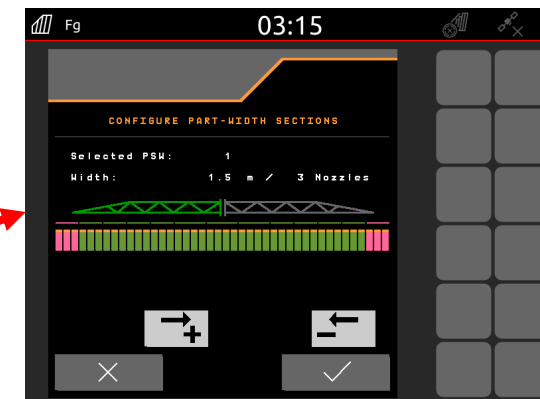 Fg 03:15
CONFIGURE PART-WIDTH SECTIONS
Selected PSW: 1
Width: 1.5 m / 3 Nozzles